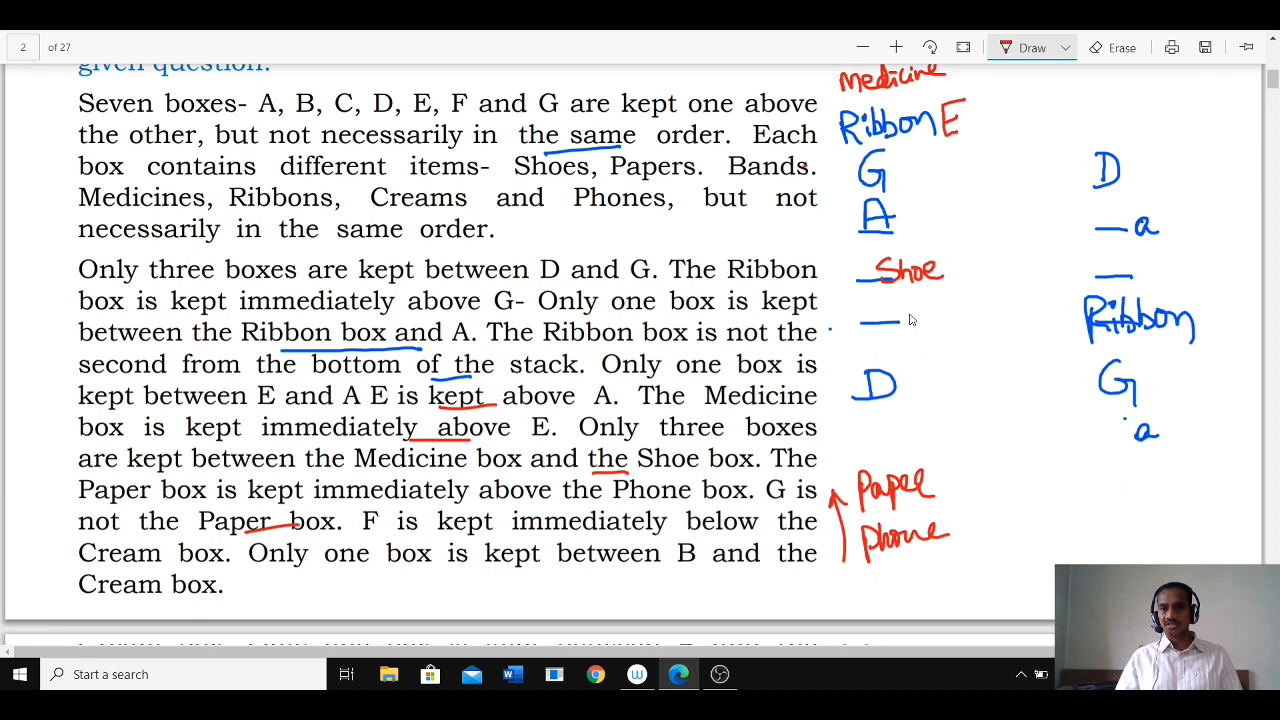 2 of 27
Draw
Erase
given question:
Seven boxes- A, B, C, D, E, F and G are kept one above
the other, but not necessarily in the same order. Each
box contains different items- Shoes, Papers. Bands.
Medicines, Ribbons, Creams and Phones, but not
necessarily in the same order.
Only three boxes are kept between D and G. The Ribbon
box is kept immediately above G- Only one box is kept
between the Ribbon box and A. The Ribbon box is not the
second from the bottom of the stack. Only one box is
kept between E and A E is kept above A. The Medicine
box is kept immediately above E. Only three boxes
are kept between the Medicine box and the Shoe box. The
Paper box is kept immediately above the Phone box. G is
not the Paper box. F is kept immediately below the
Cream box. Only one box is kept between B and the
Cream box.
Medicine
Ribbon E
G
A
Shoe
D
Paper
Phone
D
a
Ribbon
G
a
Start a search